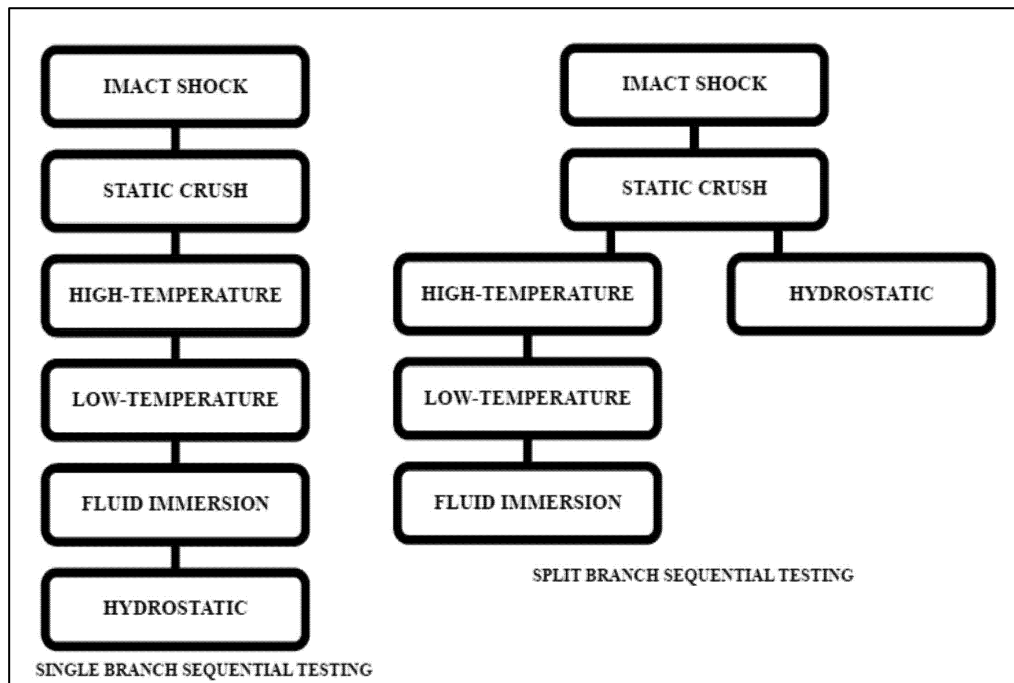 IMACT SHOCK
STATIC CRUSH
HIGH-TEMPERATURE
LOW-TEMPERATURE
FLUID IMMERSION
HYDROSTATIC
SINGLE BRANCH SEQUENTIAL TESTING
IMACT SHOCK
STATIC CRUSH
HIGH-TEMPERATURE
HYDROSTATIC
LOW-TEMPERATURE
FLUID IMMERSION
SPLIT BRANCH SEQUENTIAL TESTING